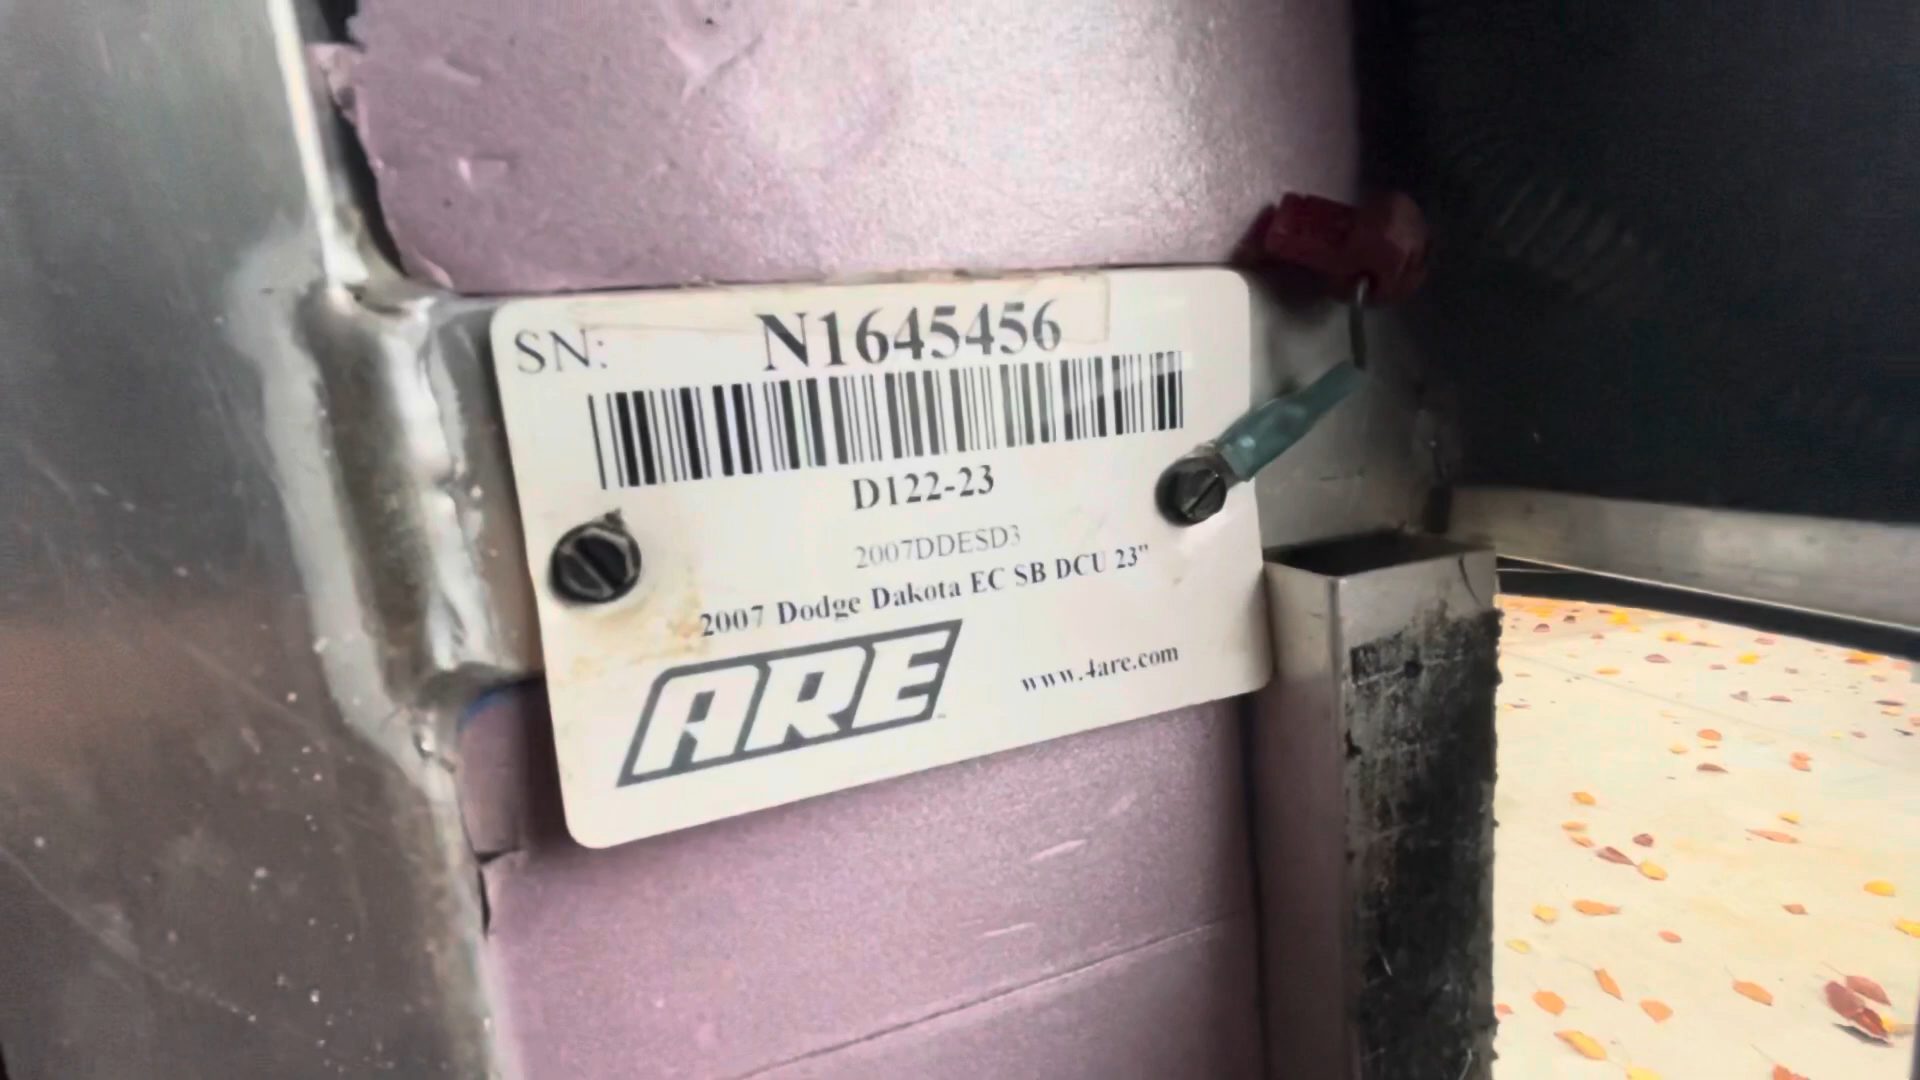 SN: N1645456
D122-23
2007DDESD3
2007 Dodge Dakota EC SB DCU 23"
ARE
www.4are.com